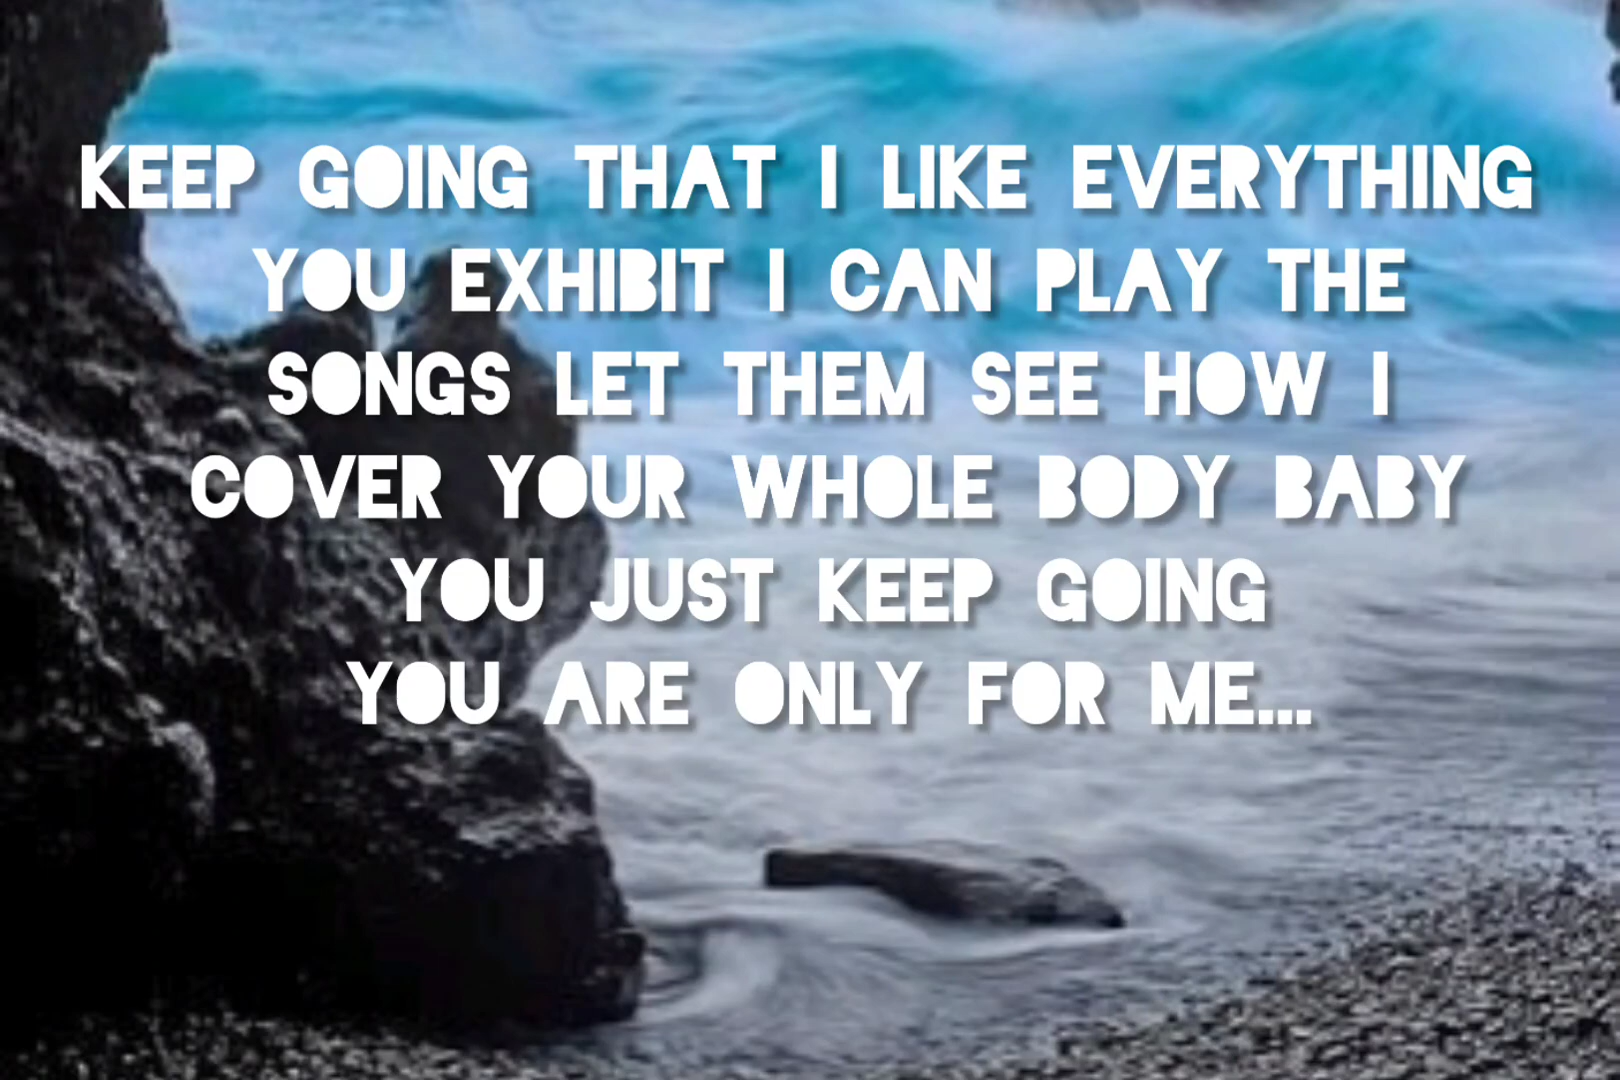 KEEP GOING THAT I LIKE EVERYTHING
YOU EXHIBIT I CAN PLAY THE
SONGS LET THEM SEE HOW I
COVER YOUR WHOLE BODY BABY
YOU JUST KEEP GOING
YOU ARE ONLY FOR ME...